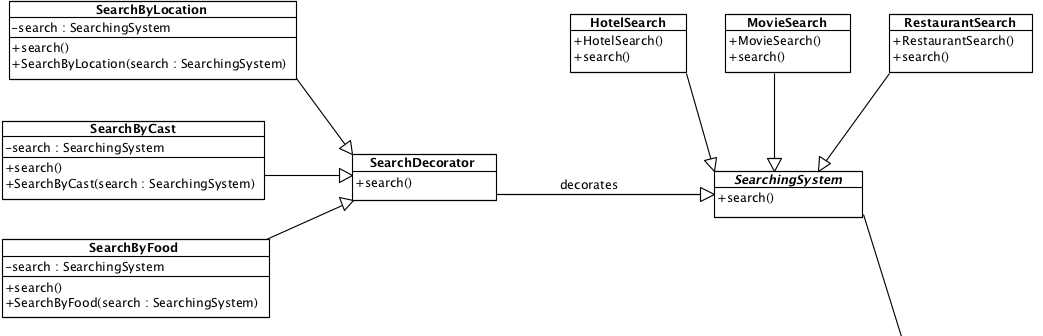 SearchByLocation
-search : SearchingSystem
+search()
+SearchByLocation(search : SearchingSystem)
HotelSearch
+HotelSearch()
+search()
MovieSearch
+MovieSearch()
+search()
RestaurantSearch
+RestaurantSearch()
+search()
SearchByCast
-search : SearchingSystem
+search()
+SearchByCast(search : SearchingSystem)
SearchDecorator
+search()
decorates
SearchingSystem
+search()
SearchByFood
-search : SearchingSystem
+search()
+SearchByFood(search : SearchingSystem)